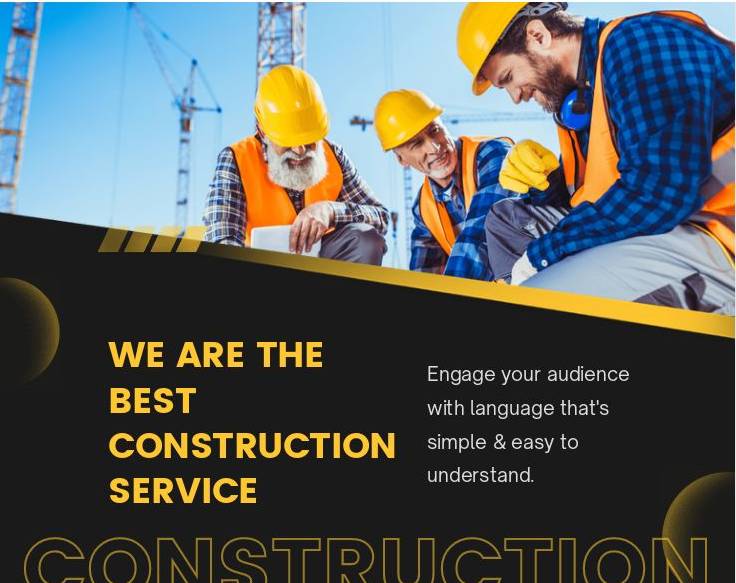 WE ARE THE
BEST
CONSTRUCTION
SERVICE
Engage your audience
with language that's
simple & easy to
understand.
CONSTRUCTION